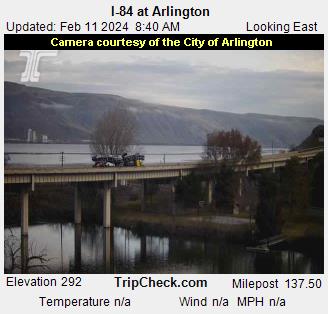 I-84 at Arlington
Updated: Feb 11 2024 8:40 AM Looking East
Camera courtesy of the City of Arlington
Elevation 292 TripCheck.com Milepost 137.50
Temperature n/a Wind n/a MPH n/a